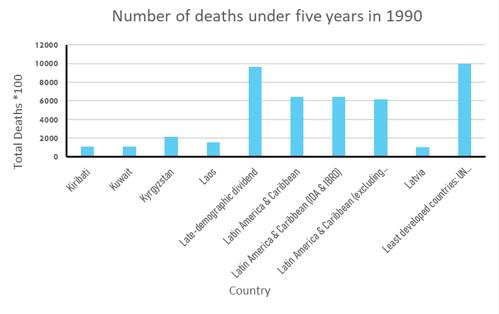 Number of deaths under five years in 1990
Total Deaths *100
12000
10000
8000
6000
4000
2000
0
Kiribati
Kuwait
Kyrgyzstan
Laos
Late-demographic dividend
Latin America & Caribbean
Latin America & Caribbean (IDA & IBRD)
Latin America & Caribbean (excluding...
Latvia
Least developed countries: UN...
Country